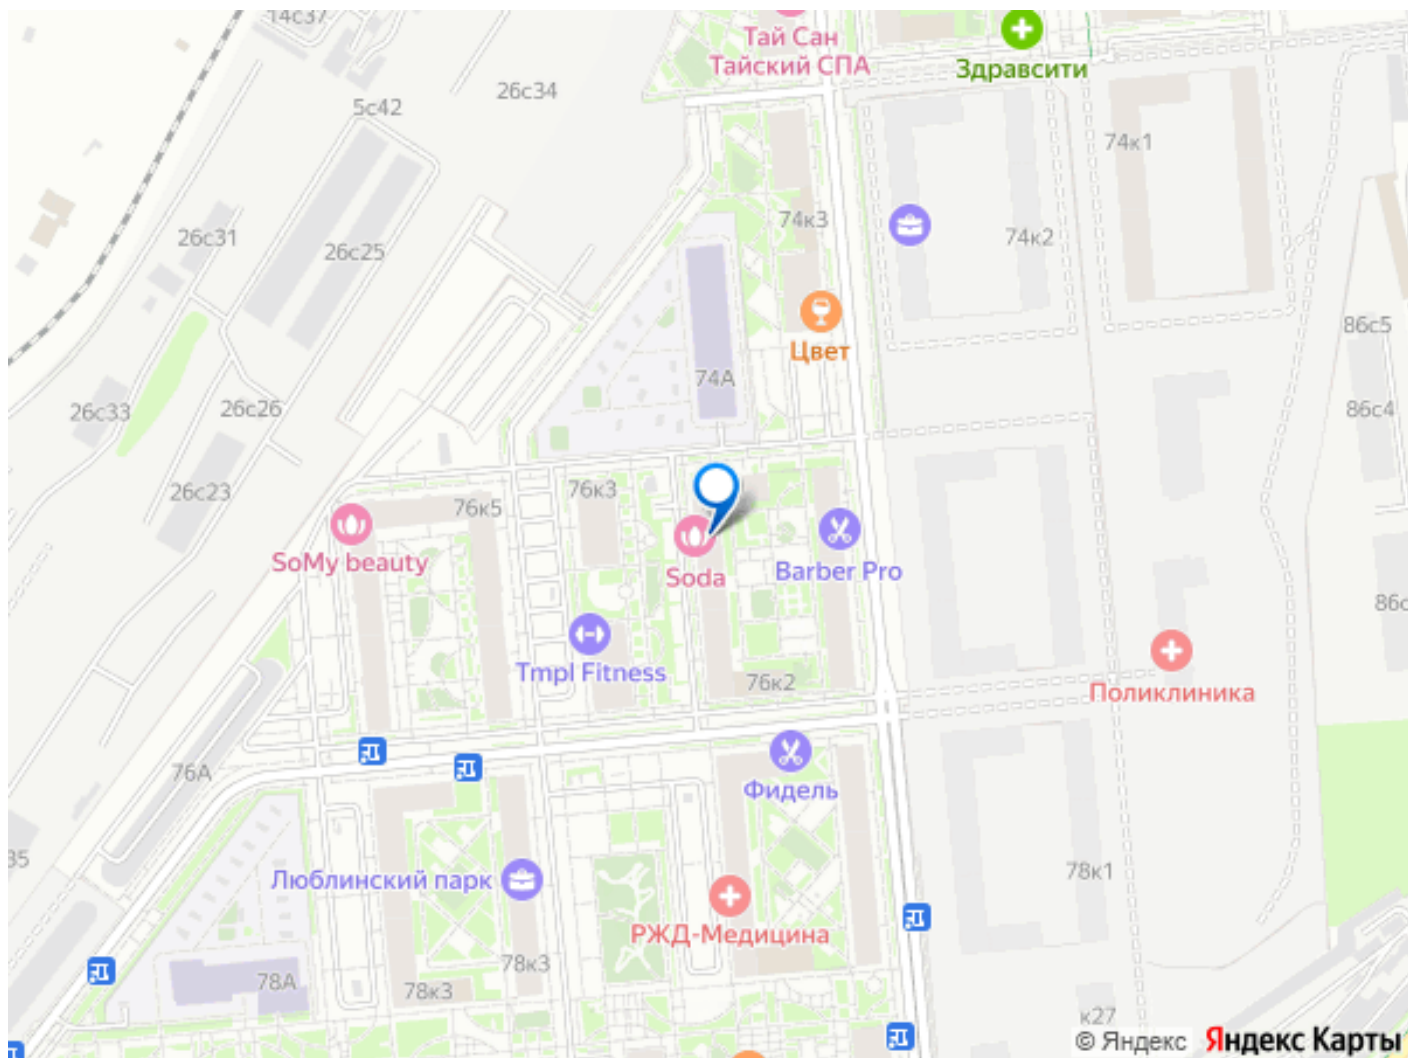 14с37
Тай Сан
Тайский СПА
Здравсити
26с34
5с42
74к1
26с31
26с25
74к3
74к2
86с5
Цвет
74А
26с33
26с26
86с4
26с23
76к5
76к3
SoMy beauty
Soda
Barber Pro
86с
Tmpl Fitness
76к2
Поликлиника
76А
Фидель
35
Люблинский парк
78к1
РЖД-Медицина
78А
78к3
78к3
к27
© Яндекс Яндекс Карты